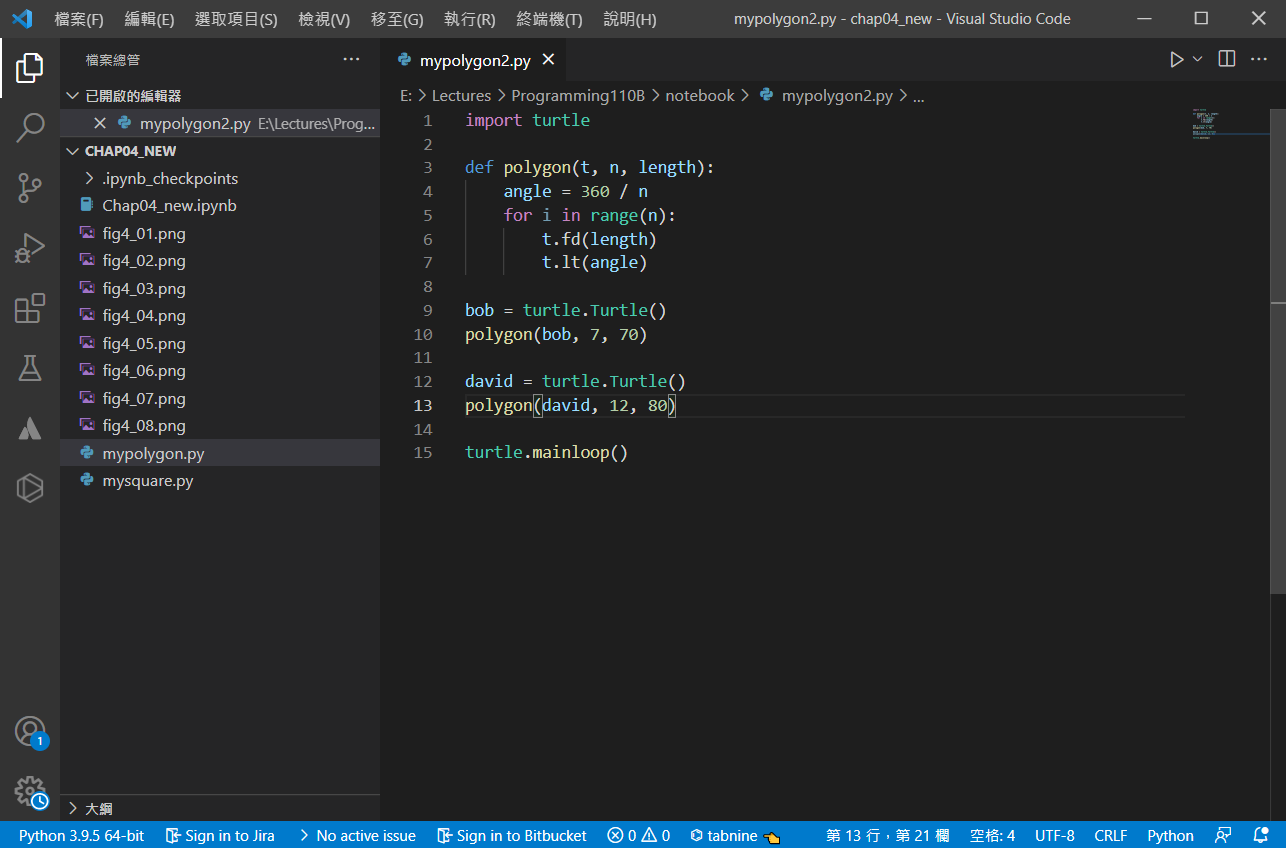 檔案(F) 編輯(E) 選取項目(S) 檢視(V) 移至(G) 執行(R) 終端機(T) 說明(H) mypolygon2.py - chap04_new - Visual Studio Code
檔案總管
已開啟的編輯器
mypolygon2.py E:\Lectures\Prog...
CHAP04_NEW
.ipynb_checkpoints
Chap04_new.ipynb
fig4_01.png
fig4_02.png
fig4_03.png
fig4_04.png
fig4_05.png
fig4_06.png
fig4_07.png
fig4_08.png
mypolygon.py
mysquare.py
大綱
1
mypolygon2.py
E: > Lectures > Programming110B > notebook > mypolygon2.py > ...
1 import turtle
2
3 def polygon(t, n, length):
4     angle = 360 / n
5     for i in range(n):
6         t.fd(length)
7         t.lt(angle)
8
9 bob = turtle.Turtle()
10 polygon(bob, 7, 70)
11
12 david = turtle.Turtle()
13 polygon(david, 12, 80)
14
15 turtle.mainloop()
Python 3.9.5 64-bit Sign in to Jira No active issue Sign in to Bitbucket 0 0 tabnine 第 13 行，第 21 欄 空格: 4 UTF-8 CRLF Python